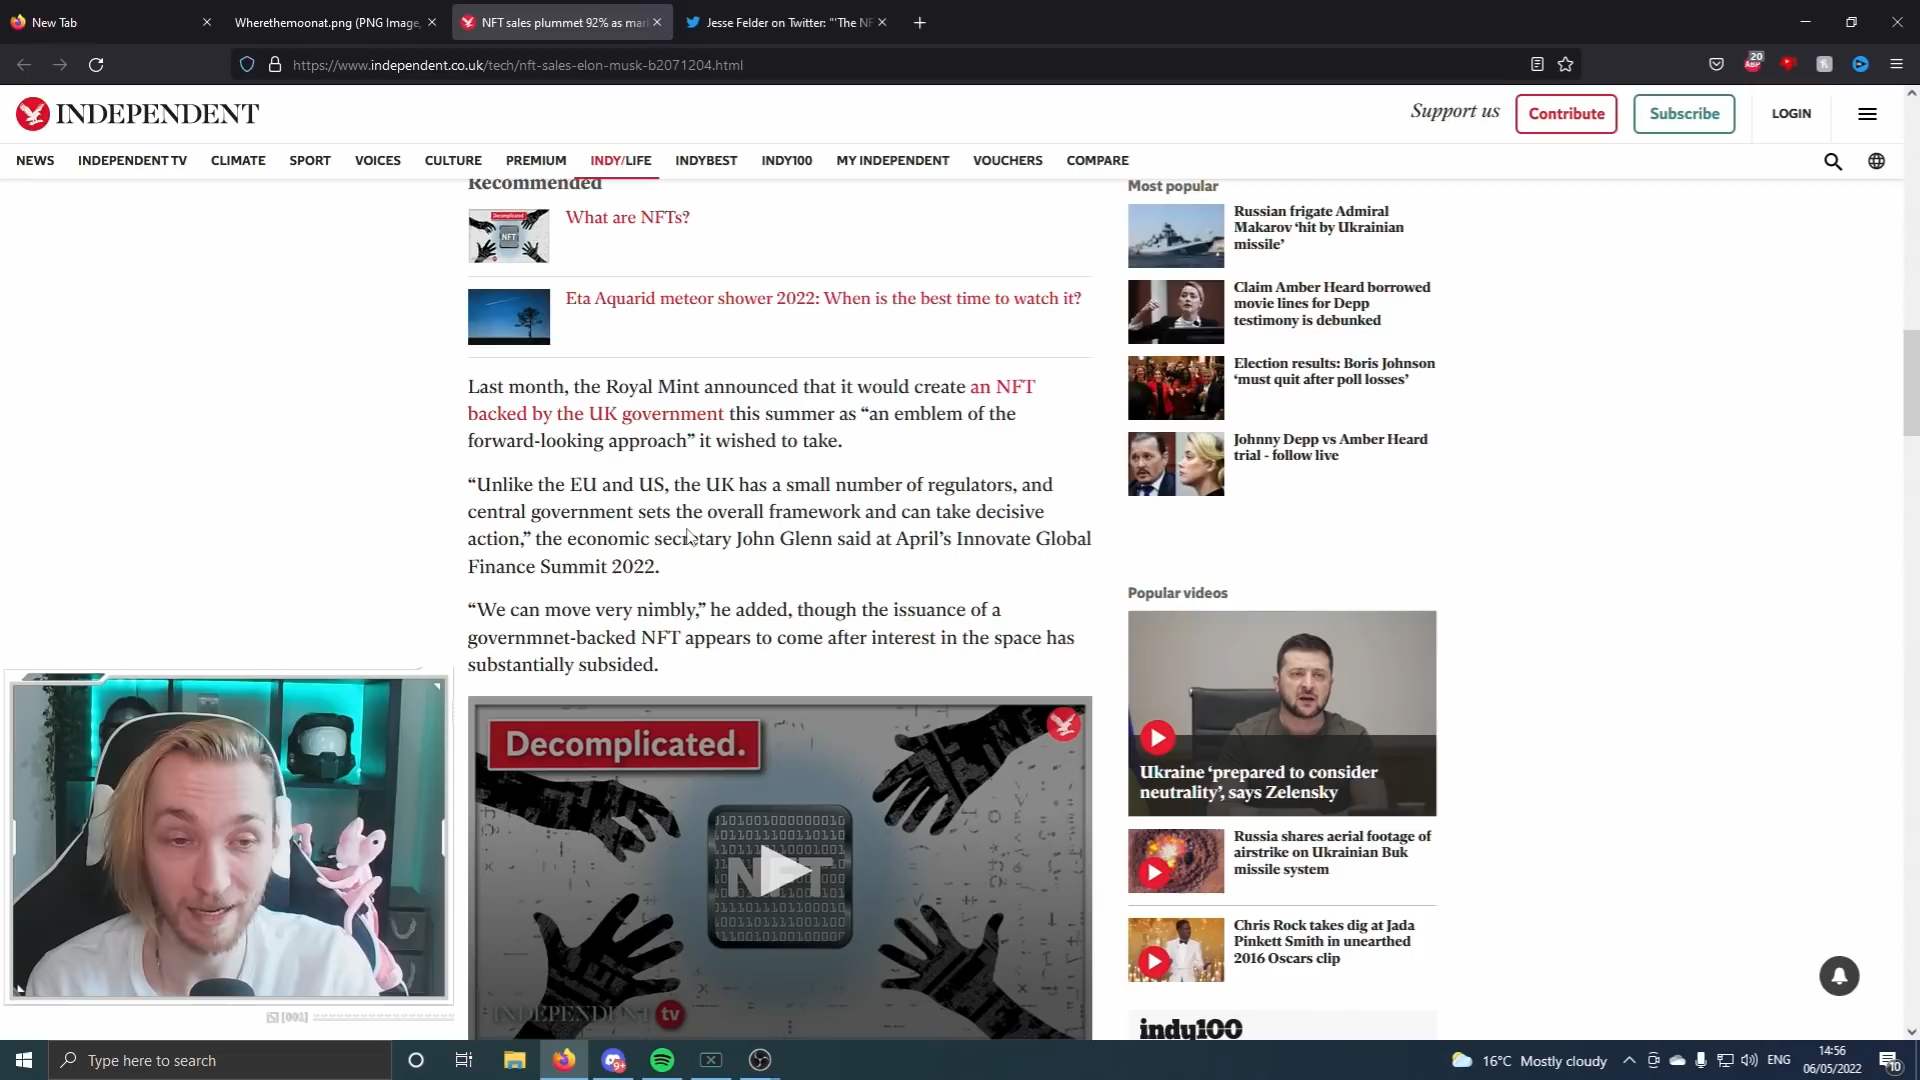 New Tab
Wherethemoonat.png (PNG Image,
NFT sales plummet 92% as mar
Jesse Felder on Twitter: "'The NF
https://www.independent.co.uk/tech/nft-sales-elon-musk-b2071204.html
20
ABP
INDEPENDENT
Support us
Contribute
Subscribe
LOGIN
NEWS
INDEPENDENT TV
CLIMATE
SPORT
VOICES
CULTURE
PREMIUM
INDY/LIFE
INDYBEST
INDY100
MY INDEPENDENT
VOUCHERS
COMPARE
Recommended
Decomplicated
NFT
What are NFTs?
Eta Aquarid meteor shower 2022: When is the best time to watch it?
Last month, the Royal Mint announced that it would create an NFT
backed by the UK government this summer as “an emblem of the
forward-looking approach” it wished to take.
“Unlike the EU and US, the UK has a small number of regulators, and
central government sets the overall framework and can take decisive
action,” the economic secretary John Glenn said at April’s Innovate Global
Finance Summit 2022.
“We can move very nimbly,” he added, though the issuance of a
governmnet-backed NFT appears to come after interest in the space has
substantially subsided.
Decomplicated.
NFT
INDEPENDENT tv
Most popular
Russian frigate Admiral
Makarov ‘hit by Ukrainian
missile’
Claim Amber Heard borrowed
movie lines for Depp
testimony is debunked
Election results: Boris Johnson
‘must quit after poll losses’
Johnny Depp vs Amber Heard
trial - follow live
Popular videos
Ukraine ‘prepared to consider
neutrality’, says Zelensky
Russia shares aerial footage of
airstrike on Ukrainian Buk
missile system
Chris Rock takes dig at Jada
Pinkett Smith in unearthed
2016 Oscars clip
indy100
Type here to search
16°C Mostly cloudy
ENG
14:56
06/05/2022
10